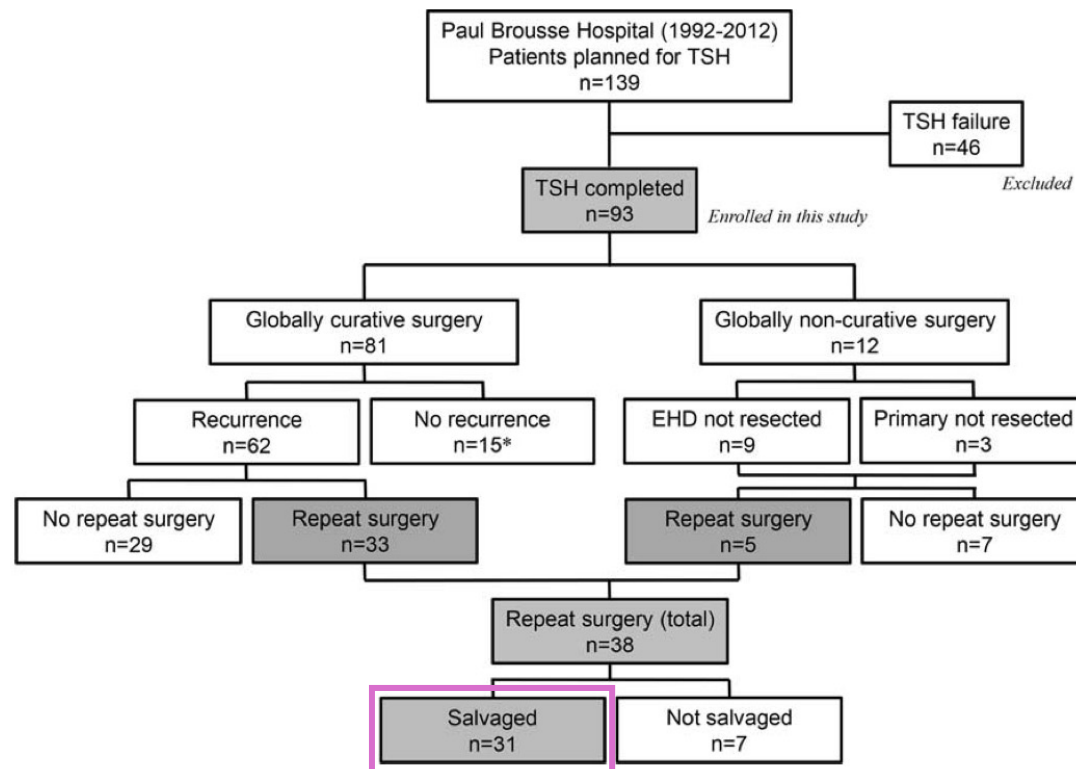 Paul Brousse Hospital (1992-2012)
Patients planned for TSH
n=139
TSH failure
n=46
Excluded
TSH completed
n=93
Enrolled in this study
Globally curative surgery
n=81
Globally non-curative surgery
n=12
Recurrence
n=62
No recurrence
n=15*
EHD not resected
n=9
Primary not resected
n=3
No repeat surgery
n=29
Repeat surgery
n=33
Repeat surgery
n=5
No repeat surgery
n=7
Repeat surgery (total)
n=38
Salvaged
n=31
Not salvaged
n=7